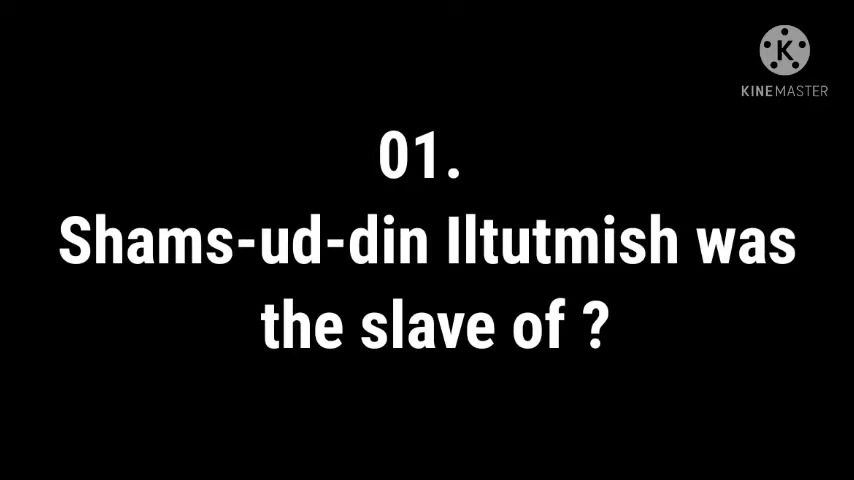 K
KINEMASTER
01.
Shams-ud-din Iltutmish was
the slave of ?